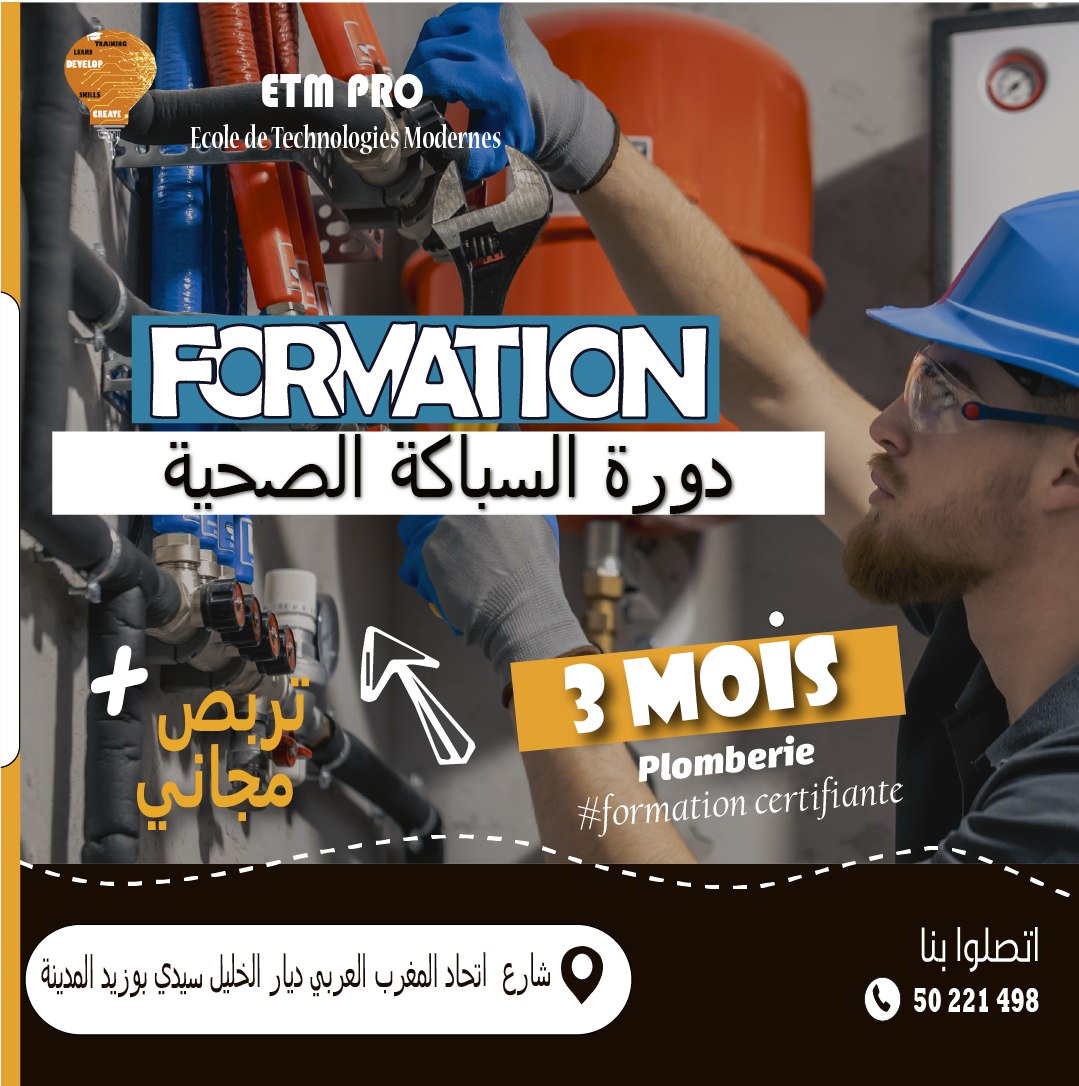 TRAINING
LEARN
DEVELOP
SKILLS
CREATE
ETM PRO
Ecole de Technologies Modernes
FORMATION
دورة السباكة الصحية
3 MOIS
Plomberie
#formation certifiante
+
تربص
مجاني
شارع اتحاد المغرب العربي ديار الخليل سيدي بوزيد المدينة
اتصلوا بنا
50 221 498